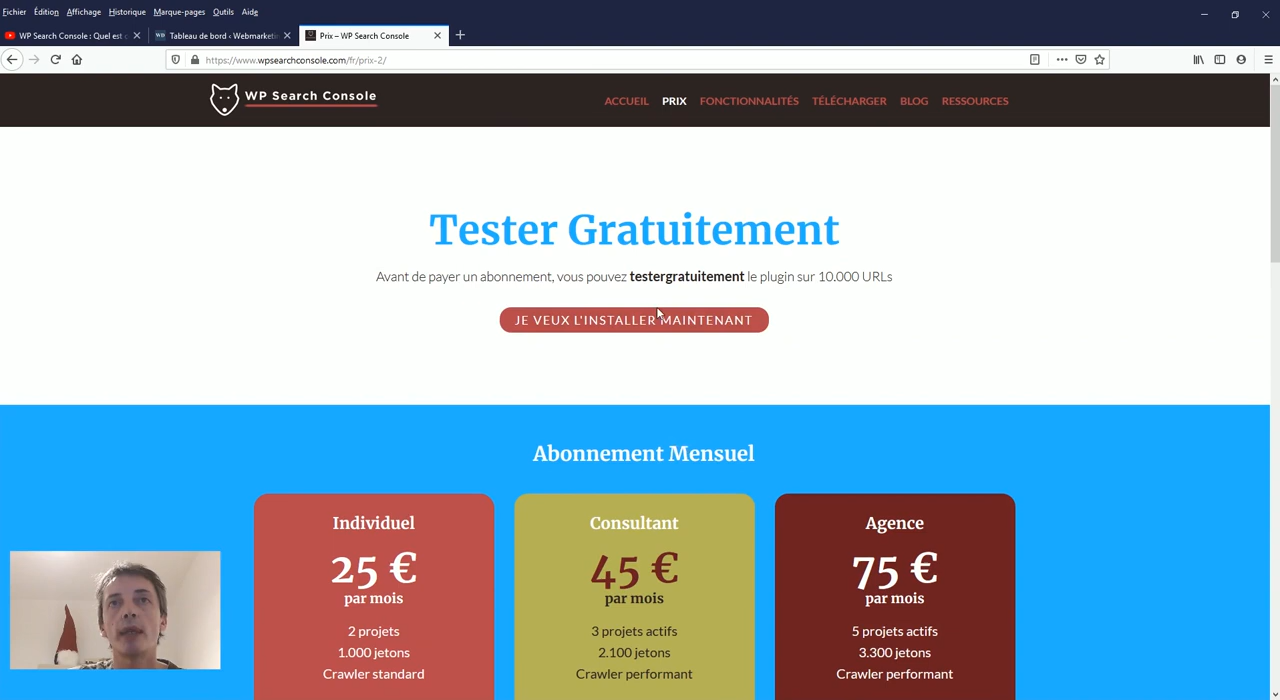 Fichier Édition Affichage Historique Marque-pages Outils Aide
WP Search Console : Quel est c
Tableau de bord ‹ Webmarketin
Prix – WP Search Console
https://www.wpsearchconsole.com/fr/prix-2/
WP Search Console
ACCUEIL PRIX FONCTIONNALITÉS TÉLÉCHARGER BLOG RESSOURCES
Tester Gratuitement
Avant de payer un abonnement, vous pouvez testergratuitement le plugin sur 10.000 URLs
JE VEUX L'INSTALLER MAINTENANT
Abonnement Mensuel
Individuel
25 €
par mois
2 projets
1.000 jetons
Crawler standard
Consultant
45 €
par mois
3 projets actifs
2.100 jetons
Crawler performant
Agence
75 €
par mois
5 projets actifs
3.300 jetons
Crawler performant